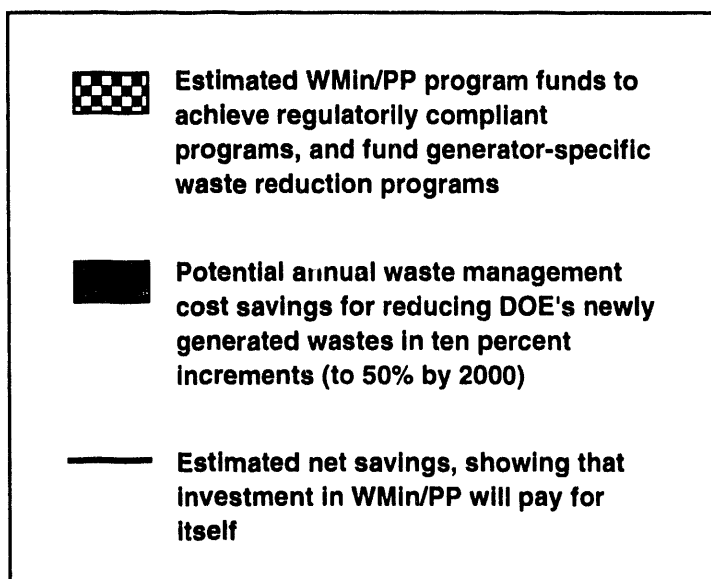 Estimated WMin/PP program funds to
achieve regulatorily compliant
programs, and fund generator-specific
waste reduction programs
Potential annual waste management
cost savings for reducing DOE's newly
generated wastes in ten percent
increments (to 50% by 2000)
Estimated net savings, showing that
investment in WMin/PP will pay for
itself